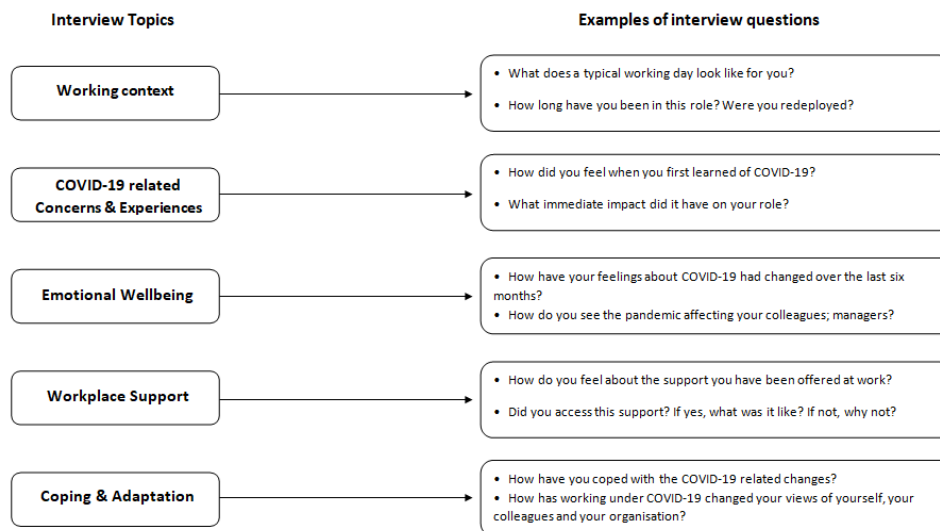 Interview Topics
Examples of interview questions
Working context
• What does a typical working day look like for you?
• How long have you been in this role? Were you redeployed?
COVID-19 related
Concerns & Experiences
• How did you feel when you first learned of COVID-19?
• What immediate impact did it have on your role?
Emotional Wellbeing
• How have your feelings about COVID-19 had changed over the last six
months?
• How do you see the pandemic affecting your colleagues; managers?
Workplace Support
• How do you feel about the support you have been offered at work?
• Did you access this support? If yes, what was it like? If not, why not?
Coping & Adaptation
• How have you coped with the COVID-19 related changes?
• How has working under COVID-19 changed your views of yourself, your
colleagues and your organisation?